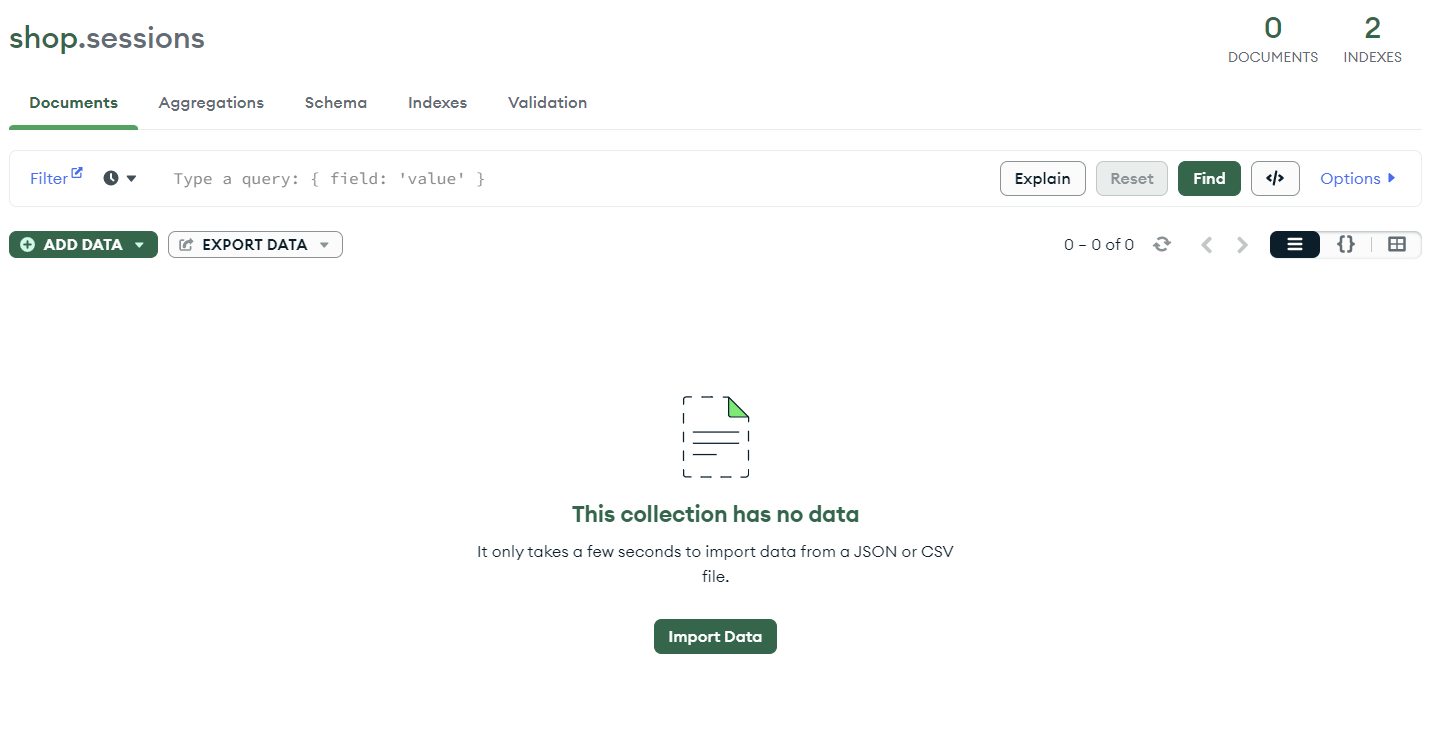 shop.sessions
0 2
DOCUMENTS INDEXES
Documents Aggregations Schema Indexes Validation
Filter Type a query: { field: 'value' } Explain Reset Find </> Options
ADD DATA EXPORT DATA 0 – 0 of 0 {}
This collection has no data
It only takes a few seconds to import data from a JSON or CSV
file.
Import Data